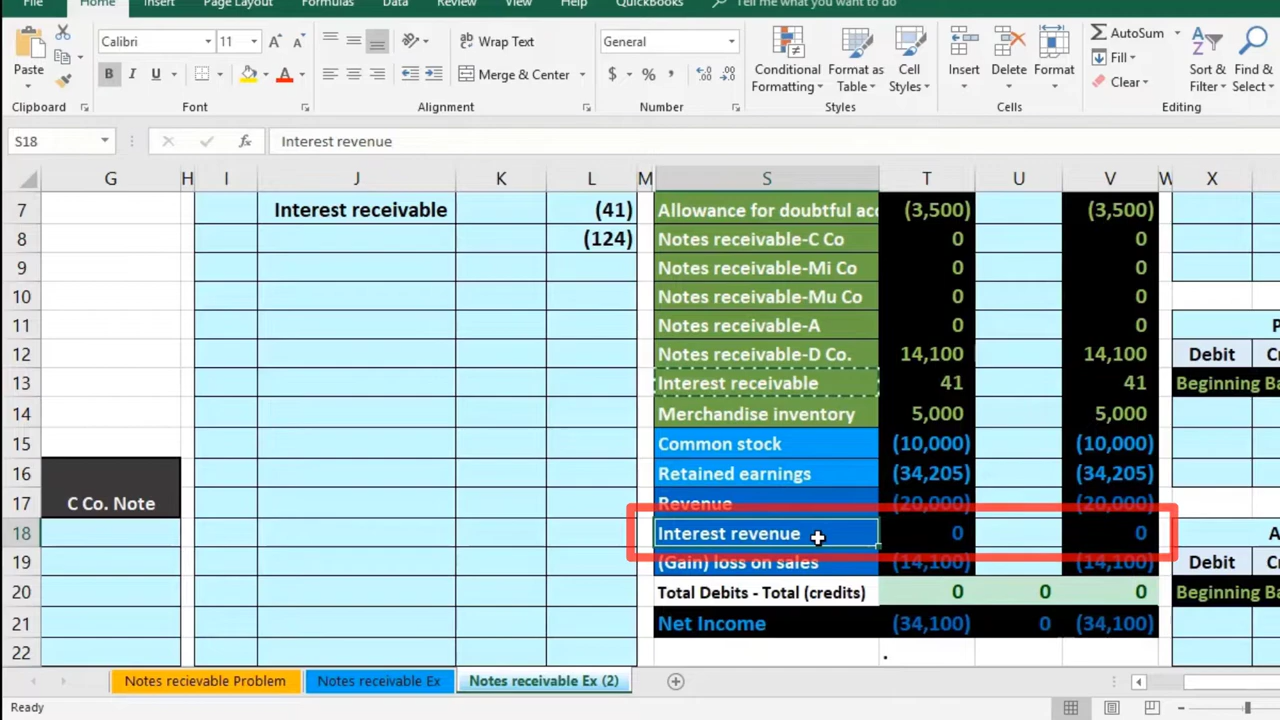 File Home Insert Page Layout Formulas Data Review View Help QuickBooks Tell me what you want to do
Calibri 11 Wrap Text General AutoSum
Paste B I U Merge & Center $ % Conditional Formatting Format as Table Cell Styles Insert Delete Format Fill Clear Sort & Filter Find & Select
Clipboard Font Alignment Number Styles Cells Editing
S18 fx Interest revenue
G H I J K L M S T U V W X
7 Interest receivable (41) Allowance for doubtful acc (3,500) (3,500)
8 (124) Notes receivable-C Co 0 0
9 Notes receivable-Mi Co 0 0
10 Notes receivable-Mu Co 0 0
11 Notes receivable-A 0 0 P
12 Notes receivable-D Co. 14,100 14,100 Debit Cr
13 Interest receivable 41 41 Beginning Ba
14 Merchandise inventory 5,000 5,000
15 Common stock (10,000) (10,000)
16 Retained earnings (34,205) (34,205)
17 C Co. Note Revenue (20,000) (20,000)
18 Interest revenue 0 0 A
19 (Gain) loss on sales (14,100) (14,100) Debit Cr
20 Total Debits - Total (credits) 0 0 0 Beginning Ba
21 Net Income (34,100) 0 (34,100)
22 .
Notes recievable Problem Notes receivable Ex Notes receivable Ex (2)
Ready